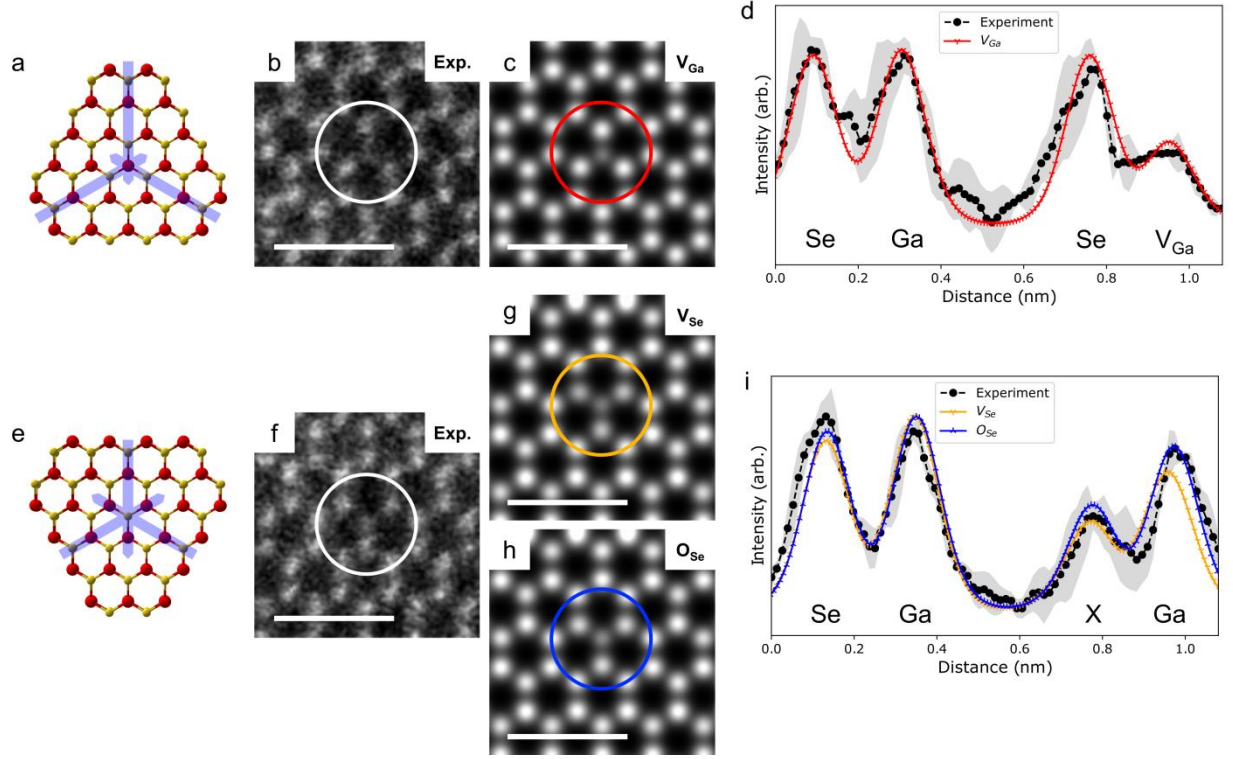 a
b
Exp.
c
V_Ga
d
Experiment
V_Ga
Intensity (arb.)
Se
Ga
Se
V_Ga
0.0 0.2 0.4 0.6 0.8 1.0
Distance (nm)
e
f
Exp.
g
V_Se
h
O_Se
i
Experiment
V_Se
O_Se
Intensity (arb.)
Se
Ga
X
Ga
0.0 0.2 0.4 0.6 0.8 1.0
Distance (nm)